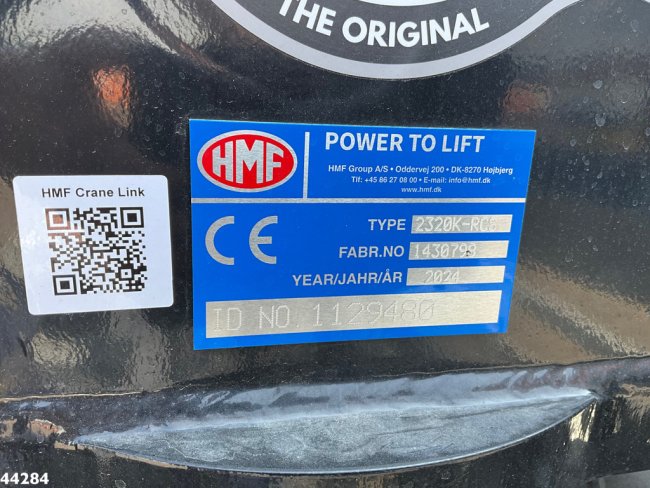 THE ORIGINAL
HMF Crane Link
HMF
POWER TO LIFT
HMF Group A/S • Oddervej 200 • DK-8270 Højbjerg
Tlf: +45 86 27 08 00 • E-mail: info@hmf.dk
www.hmf.dk
CE
TYPE 2320K-RCS
FABR.NO
YEAR/JAHR/ÅR 2024
ID NO 1129480
44284